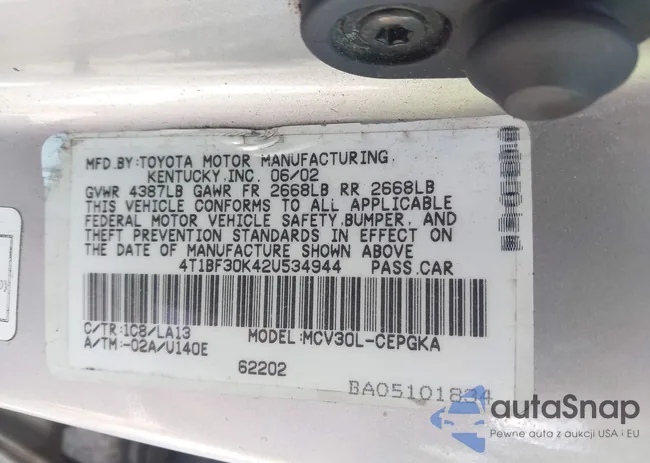 MFD.BY:TOYOTA MOTOR MANUFACTURING,
KENTUCKY,INC. 06/02
GVWR 4387LB GAWR FR 2668LB RR 2668LB
THIS VEHICLE CONFORMS TO ALL APPLICABLE
FEDERAL MOTOR VEHICLE SAFETY,BUMPER, AND
THEFT PREVENTION STANDARDS IN EFFECT ON
THE DATE OF MANUFACTURE SHOWN ABOVE
4T1BF30K42U534944 PASS.CAR
C/TR:1C8/LA13 MODEL:MCV30L-CEPGKA
A/TM:-02A/U140E
62202
BA05101834
autaSnap
Pewne auta z aukcji USA i EU